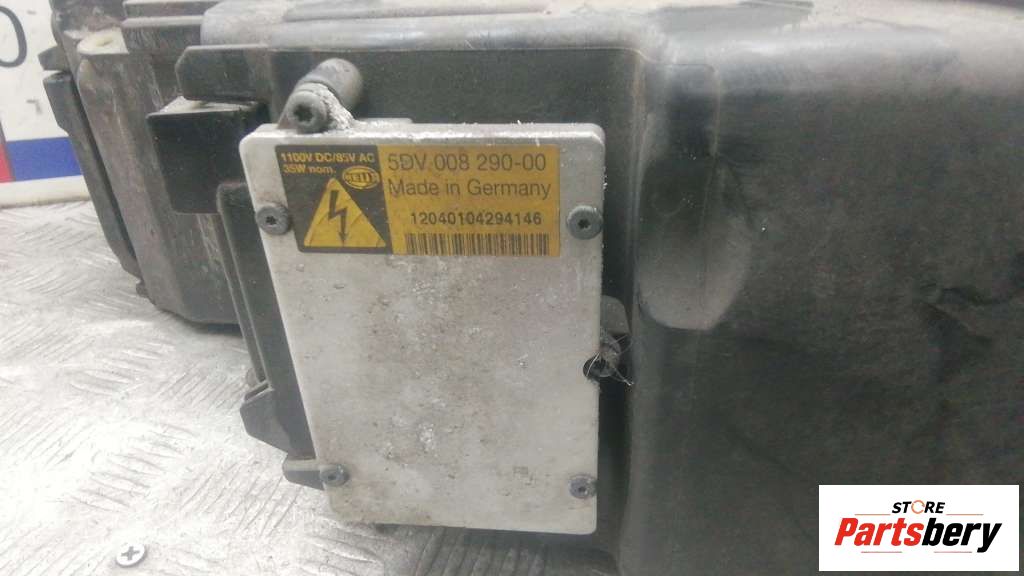 1100V DC/85V AC
35W nom.
HELLA
5DV 008 290-00
Made in Germany
12040104294146
STORE
Partsbery